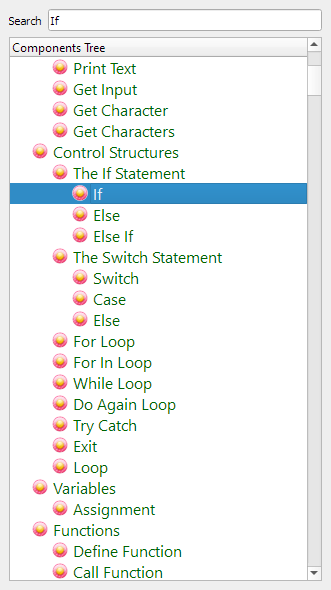 Search If
Components Tree
Print Text
Get Input
Get Character
Get Characters
Control Structures
The If Statement
If
Else
Else If
The Switch Statement
Switch
Case
Else
For Loop
For In Loop
While Loop
Do Again Loop
Try Catch
Exit
Loop
Variables
Assignment
Functions
Define Function
Call Function